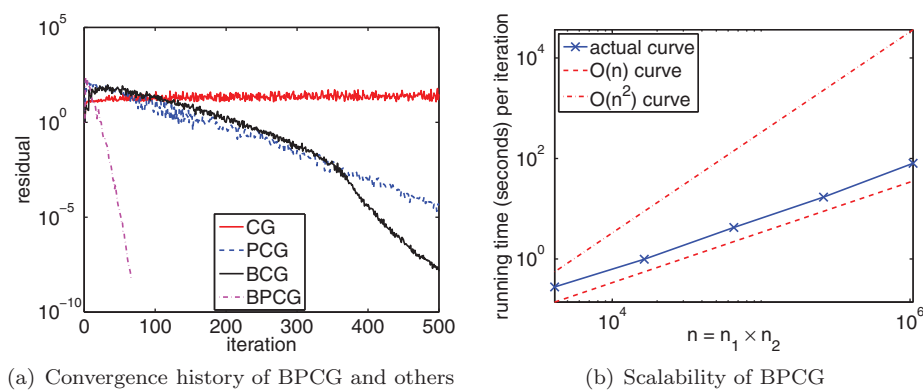 10^5
10^0
10^-5
10^-10
residual
CG
PCG
BCG
BPCG
0 100 200 300 400 500
iteration
(a) Convergence history of BPCG and others
running time (seconds) per iteration
10^4
10^2
10^0
actual curve
O(n) curve
O(n^2) curve
10^4 10^6
n = n_1 × n_2
(b) Scalability of BPCG